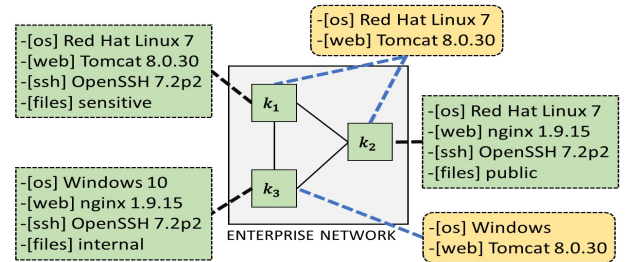 -[os] Red Hat Linux 7
-[web] Tomcat 8.0.30
-[ssh] OpenSSH 7.2p2
-[files] sensitive
-[os] Red Hat Linux 7
-[web] Tomcat 8.0.30
k₁
k₂
k₃
-[os] Red Hat Linux 7
-[web] nginx 1.9.15
-[ssh] OpenSSH 7.2p2
-[files] public
-[os] Windows 10
-[web] nginx 1.9.15
-[ssh] OpenSSH 7.2p2
-[files] internal
ENTERPRISE NETWORK
-[os] Windows
-[web] Tomcat 8.0.30